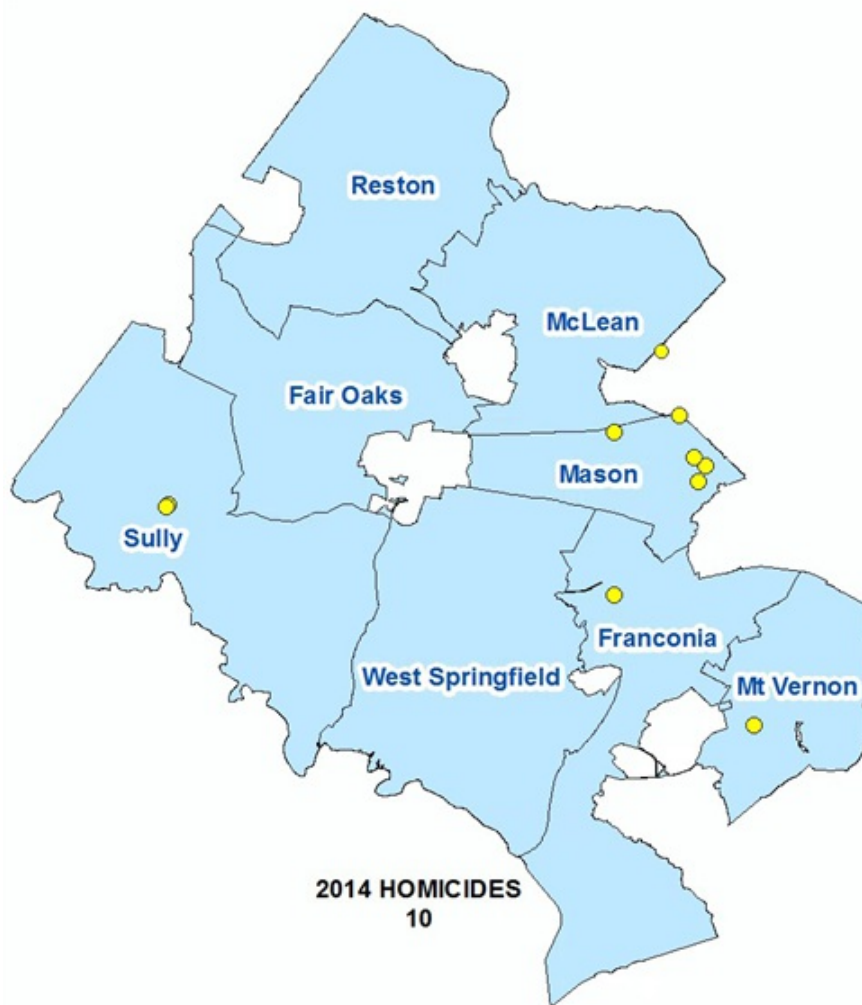 Reston
McLean
Fair Oaks
Mason
Sully
Franconia
West Springfield
Mt Vernon
2014 HOMICIDES
10